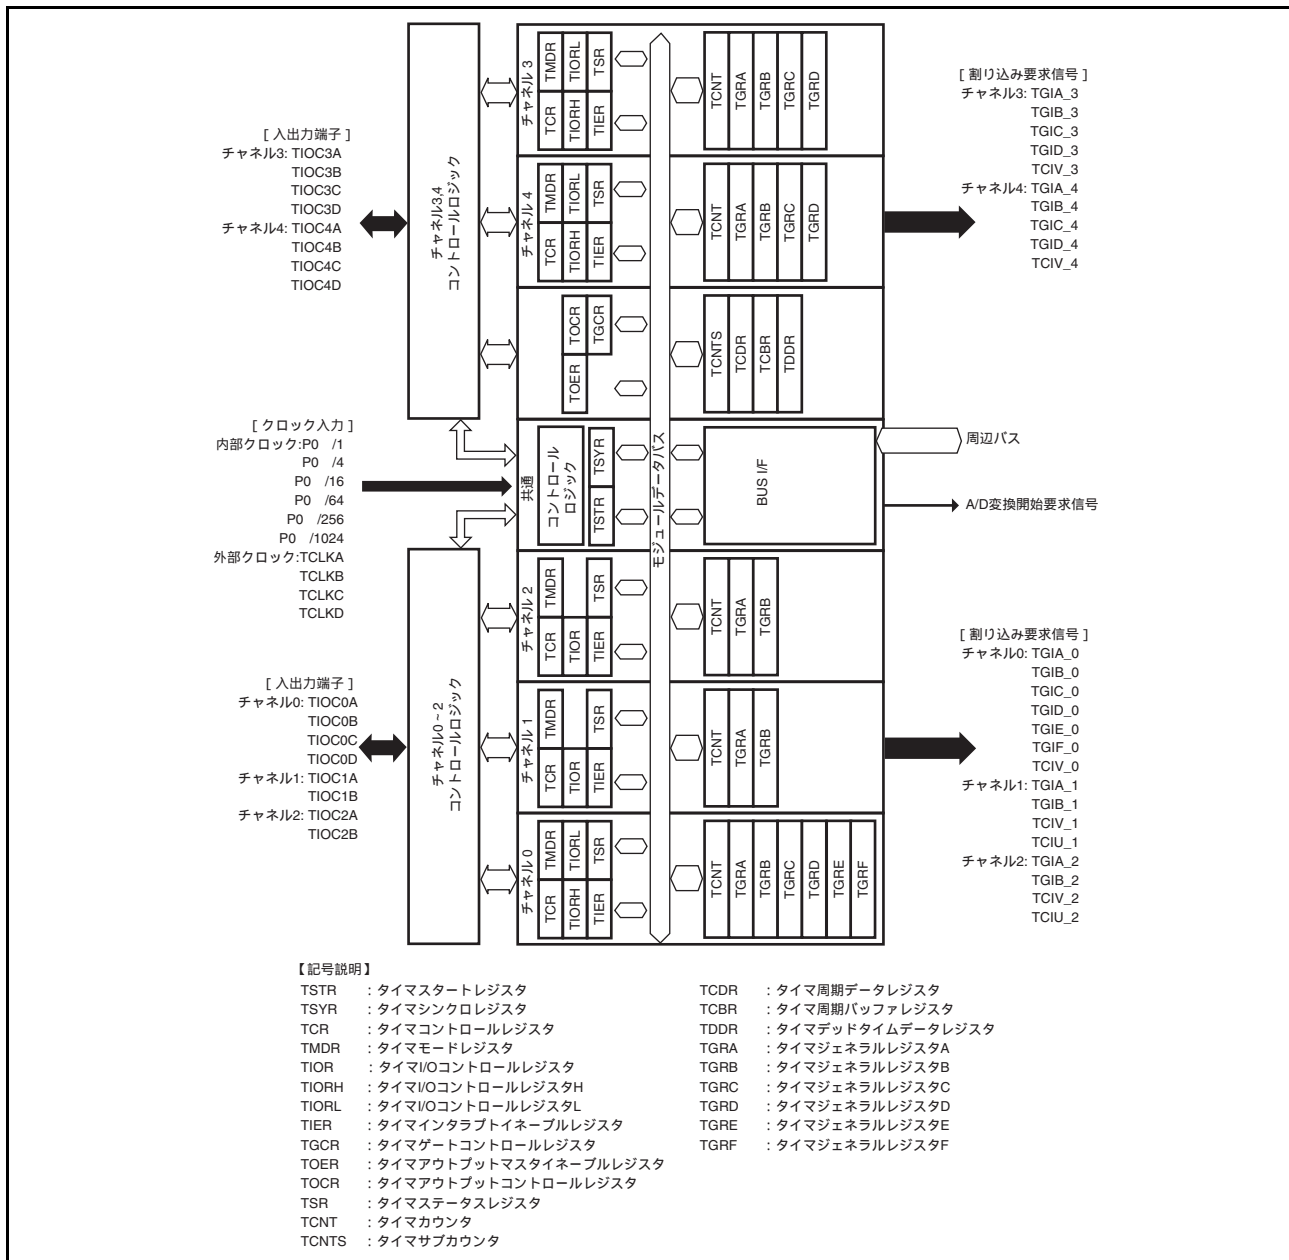 [ 入出力端子 ]
チャネル3: TIOC3A
TIOC3B
TIOC3C
TIOC3D
チャネル4: TIOC4A
TIOC4B
TIOC4C
TIOC4D
[ クロック入力 ]
内部クロック:P0 /1
P0 /4
P0 /16
P0 /64
P0 /256
P0 /1024
外部クロック:TCLKA
TCLKB
TCLKC
TCLKD
[ 入出力端子 ]
チャネル0: TIOC0A
TIOC0B
TIOC0C
TIOC0D
チャネル1: TIOC1A
TIOC1B
チャネル2: TIOC2A
TIOC2B
チャネル3,4
コントロールロジック
チャネル0~2
コントロールロジック
チャネル 3
TMDR
TIORL
TSR
TCR
TIORH
TIER
TCNT
TGRA
TGRB
TGRC
TGRD
チャネル 4
TMDR
TIORL
TSR
TCR
TIORH
TIER
TCNT
TGRA
TGRB
TGRC
TGRD
TOCR
TGCR
TOER
TCNTS
TCDR
TCBR
TDDR
共通
コントロール
ロジック
TSYR
TSTR
モジュールデータバス
BUS I/F
チャネル 2
TMDR
TSR
TCR
TIOR
TIER
TCNT
TGRA
TGRB
チャネル 1
TMDR
TSR
TCR
TIOR
TIER
TCNT
TGRA
TGRB
チャネル 0
TMDR
TIORL
TSR
TCR
TIORH
TIER
TCNT
TGRA
TGRB
TGRC
TGRD
TGRE
TGRF
[ 割り込み要求信号 ]
チャネル3: TGIA_3
TGIB_3
TGIC_3
TGID_3
TCIV_3
チャネル4: TGIA_4
TGIB_4
TGIC_4
TGID_4
TCIV_4
周辺バス
A/D変換開始要求信号
[ 割り込み要求信号 ]
チャネル0: TGIA_0
TGIB_0
TGIC_0
TGID_0
TGIE_0
TGIF_0
TCIV_0
チャネル1: TGIA_1
TGIB_1
TCIV_1
TCIU_1
チャネル2: TGIA_2
TGIB_2
TCIV_2
TCIU_2
【記号説明】
TSTR :タイマスタートレジスタ
TSYR :タイマシンクロレジスタ
TCR :タイマコントロールレジスタ
TMDR :タイマモードレジスタ
TIOR :タイマI/Oコントロールレジスタ
TIORH :タイマI/OコントロールレジスタH
TIORL :タイマI/OコントロールレジスタL
TIER :タイマインタラプトイネーブルレジスタ
TGCR :タイマゲートコントロールレジスタ
TOER :タイマアウトプットマスタイネーブルレジスタ
TOCR :タイマアウトプットコントロールレジスタ
TSR :タイマステータスレジスタ
TCNT :タイマカウンタ
TCNTS :タイマサブカウンタ
TCDR :タイマ周期データレジスタ
TCBR :タイマ周期バッファレジスタ
TDDR :タイマデッドタイムデータレジスタ
TGRA :タイマジェネラルレジスタA
TGRB :タイマジェネラルレジスタB
TGRC :タイマジェネラルレジスタC
TGRD :タイマジェネラルレジスタD
TGRE :タイマジェネラルレジスタE
TGRF :タイマジェネラルレジスタF